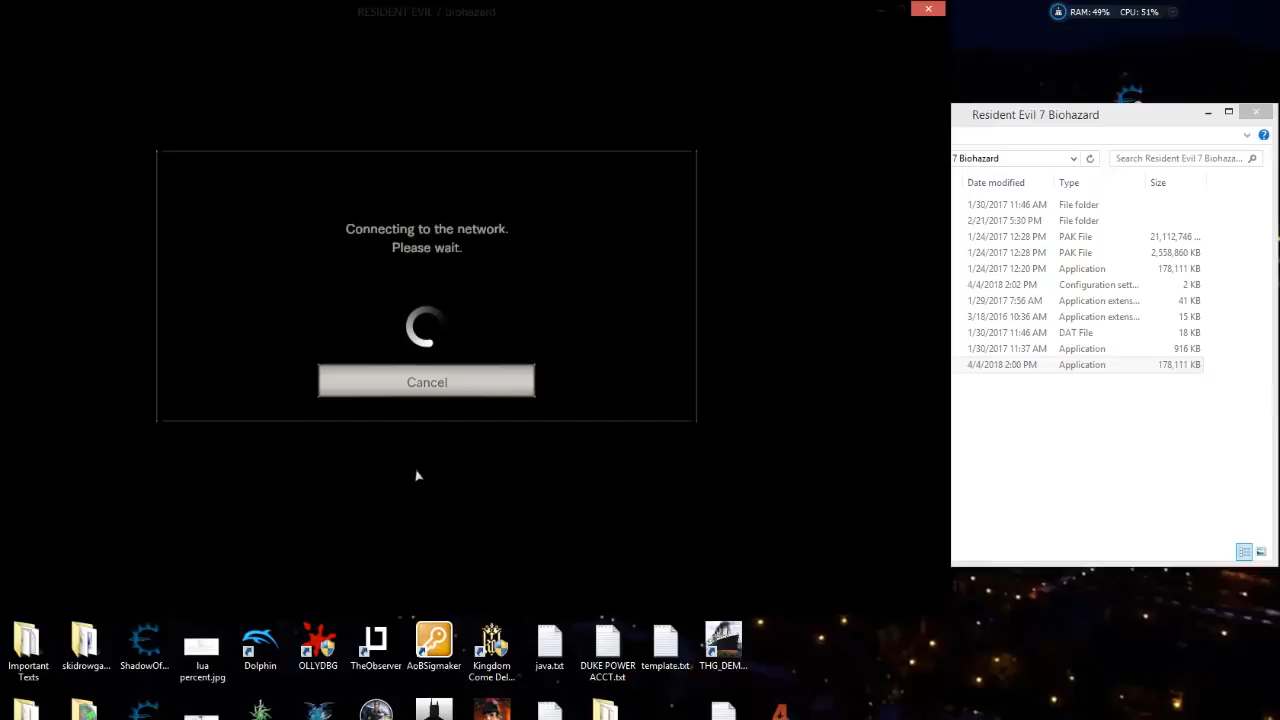 RESIDENT EVIL 7 biohazard
RAM: 49% CPU: 51%
Connecting to the network.
Please wait.
Cancel
Resident Evil 7 Biohazard
7 Biohazard
Search Resident Evil 7 Biohaza...
Date modified Type Size
1/30/2017 11:46 AM File folder
2/21/2017 5:30 PM File folder
1/24/2017 12:28 PM PAK File 21,112,746 ...
1/24/2017 12:28 PM PAK File 2,558,860 KB
1/24/2017 12:20 PM Application 178,111 KB
4/4/2018 2:02 PM Configuration sett... 2 KB
1/29/2017 7:56 AM Application extens... 41 KB
3/18/2016 10:36 AM Application extens... 15 KB
1/30/2017 11:46 AM DAT File 18 KB
1/30/2017 11:37 AM Application 916 KB
4/4/2018 2:00 PM Application 178,111 KB
Important
Texts
skidrowga...
ShadowOf...
lua
percent.jpg
Dolphin
OLLYDBG
TheObserver
AoBSigmaker
Kingdom
Come Del...
java.txt
DUKE POWER
ACCT.txt
template.txt
THG_DEM...